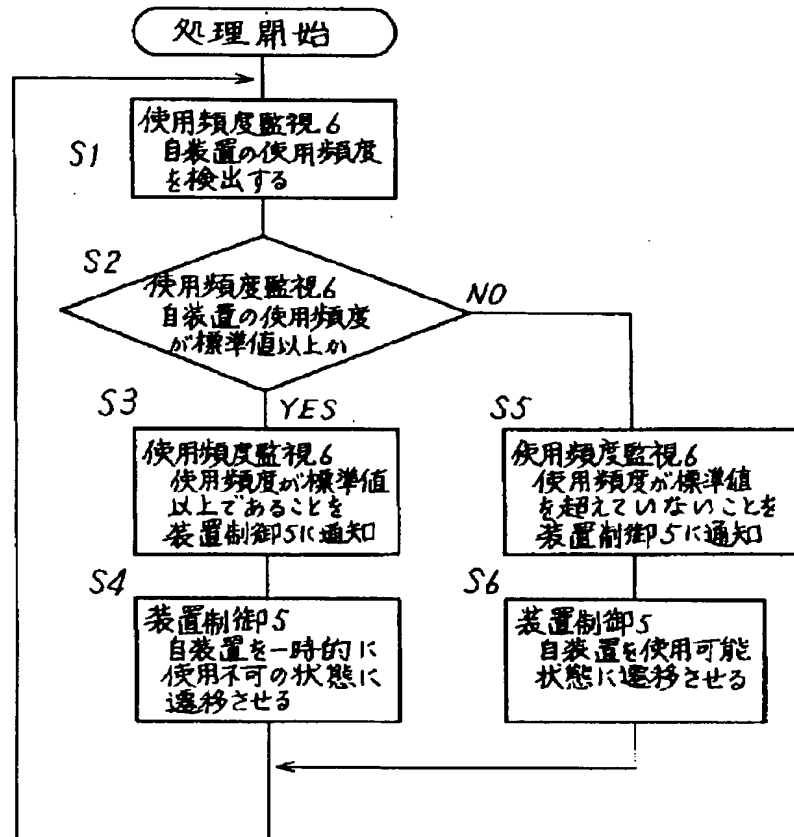 処理開始
S1
使用頻度監視6
自装置の使用頻度
を検出する
S2
使用頻度監視6
自装置の使用頻度
が標準値以上か
NO
YES
S3
使用頻度監視6
使用頻度が標準値
以上であることを
装置制御5に通知
S4
装置制御5
自装置を一時的に
使用不可の状態に
遷移させる
S5
使用頻度監視6
使用頻度が標準値
を超えていないことを
装置制御5に通知
S6
装置制御5
自装置を使用可能
状態に遷移させる